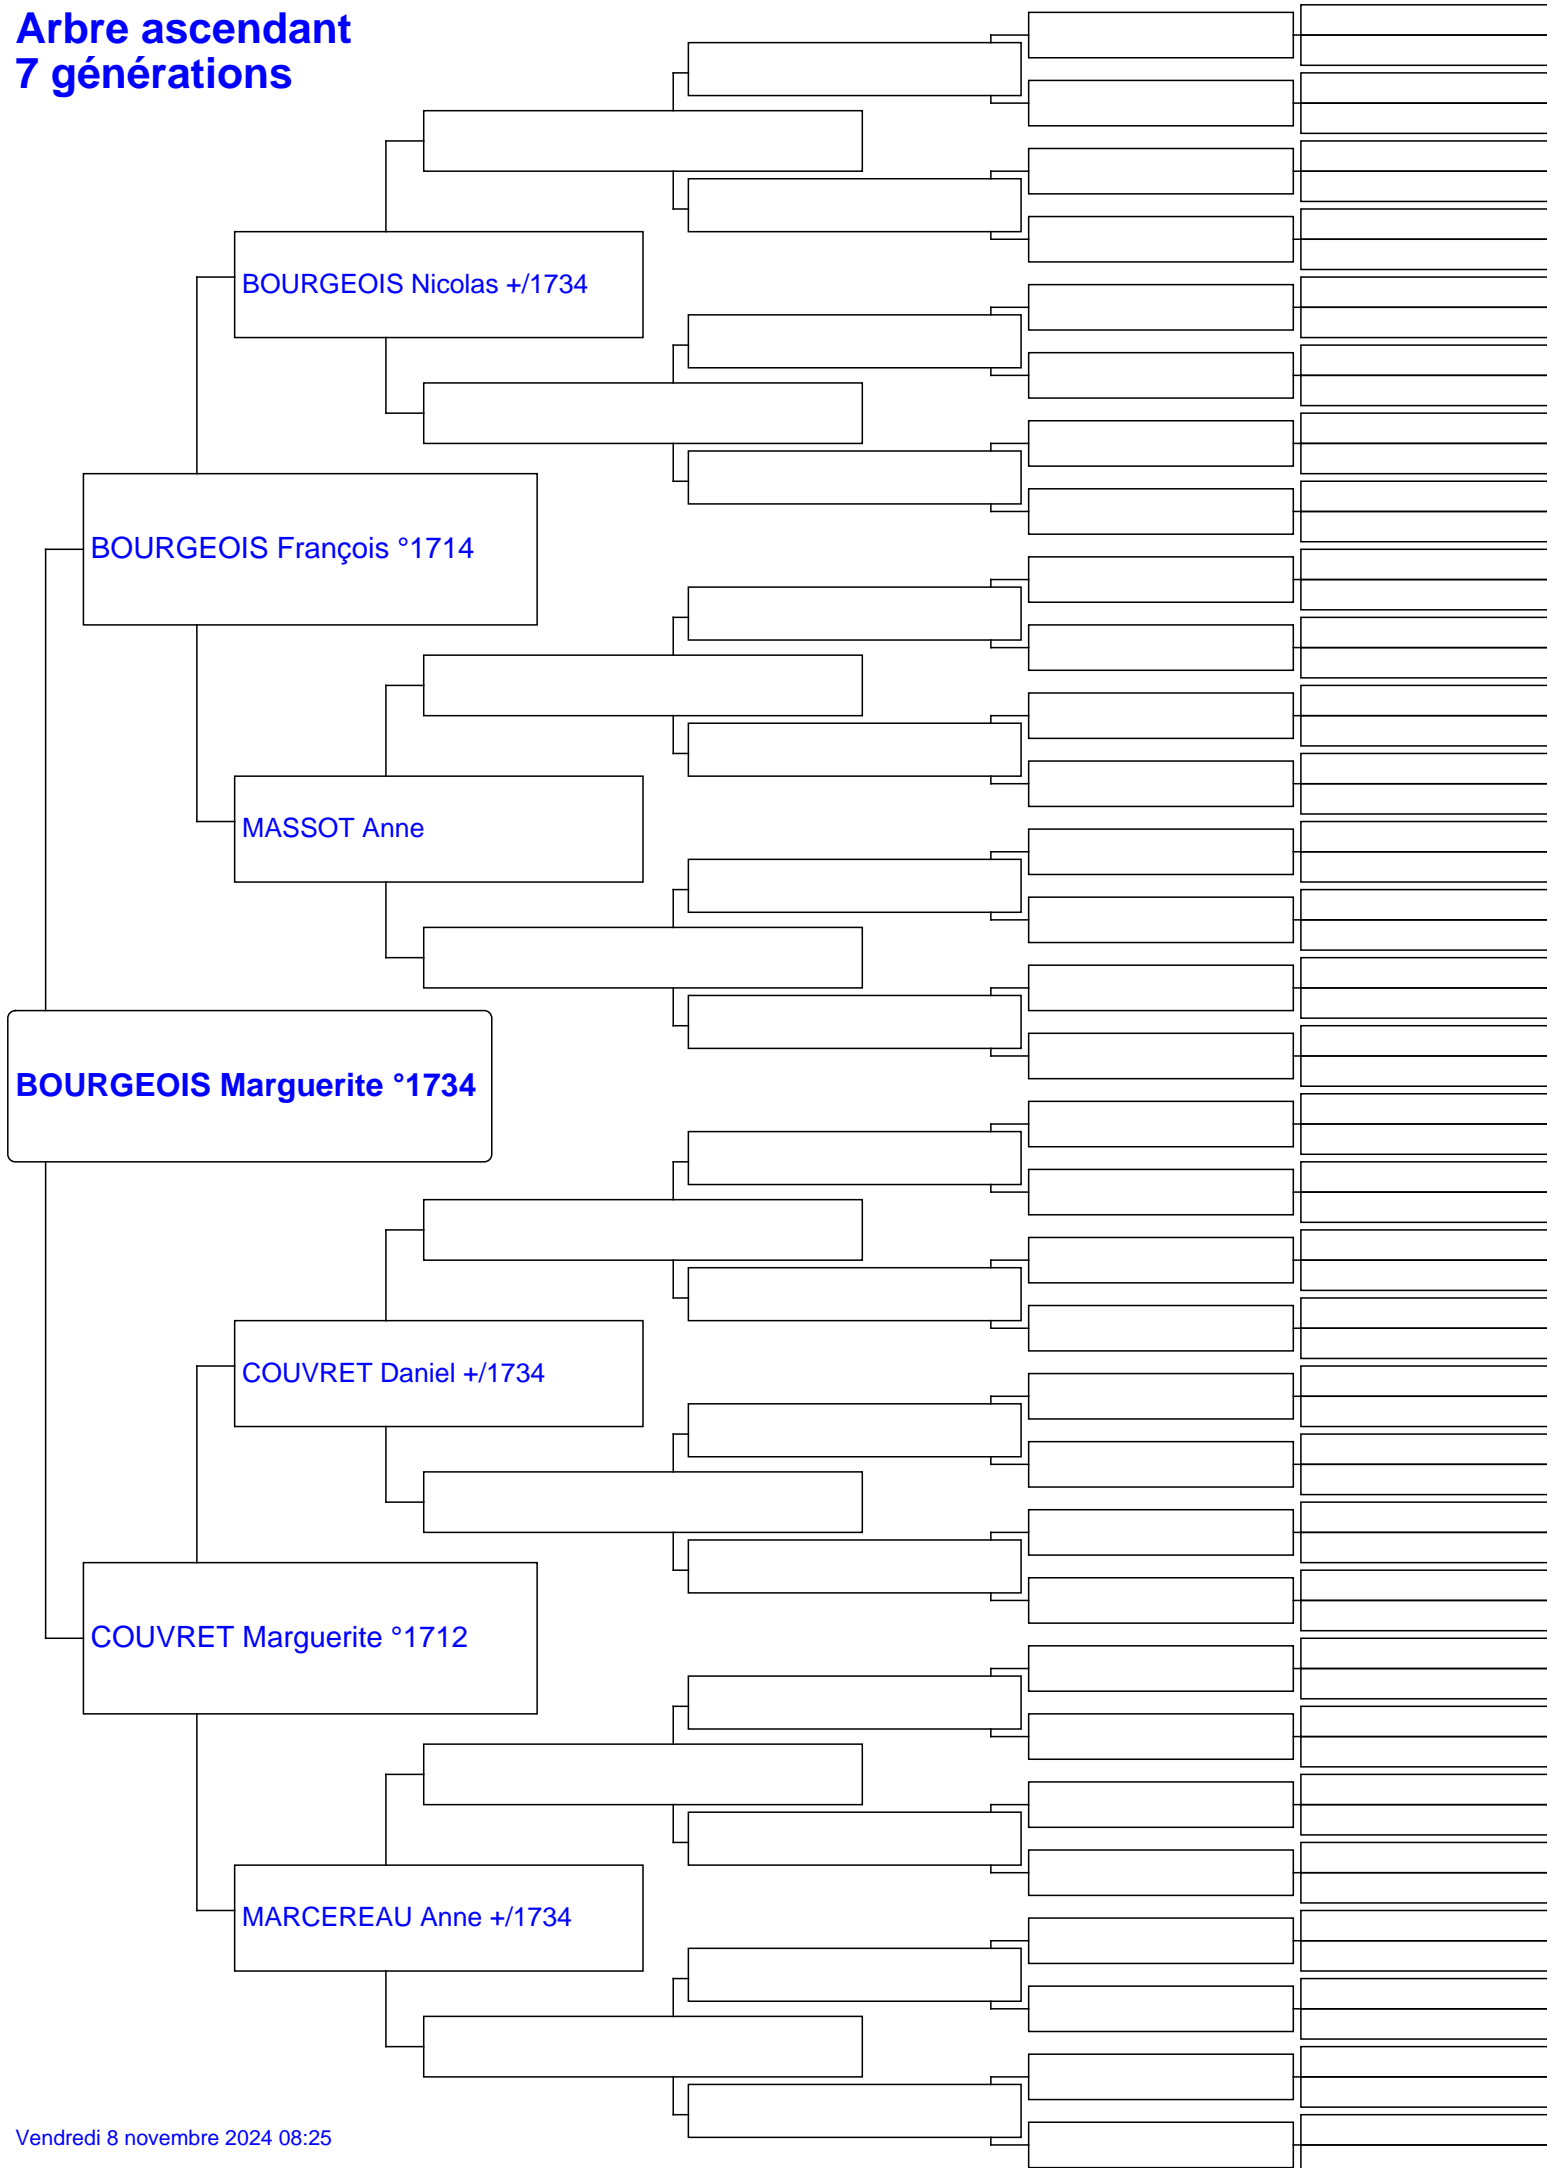 Arbre ascendant
7 générations
BOURGEOIS Nicolas +/1734
BOURGEOIS François °1714
MASSOT Anne
BOURGEOIS Marguerite °1734
COUVRET Daniel +/1734
COUVRET Marguerite °1712
MARCEREAU Anne +/1734
Vendredi 8 novembre 2024 08:25